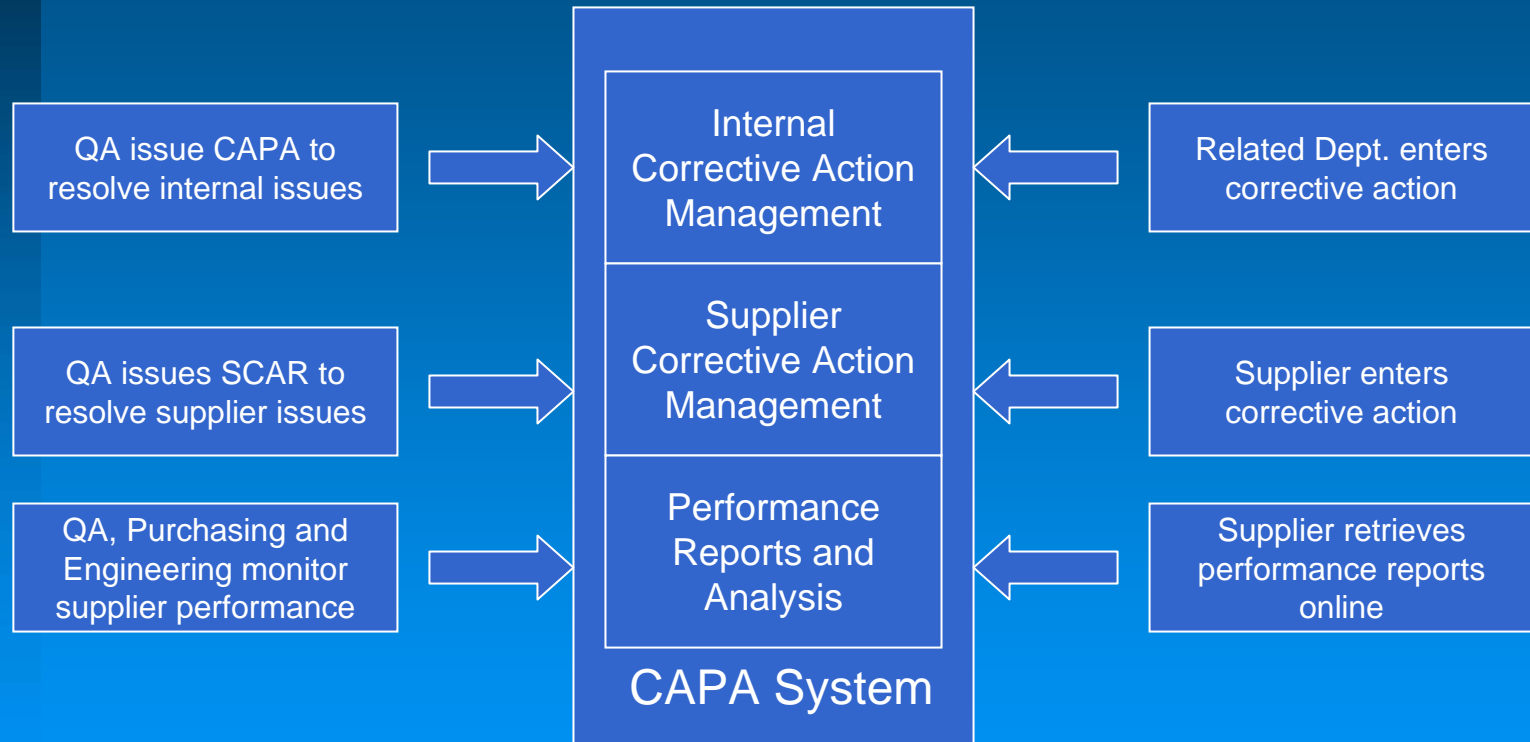 QA issue CAPA to
resolve internal issues
Internal
Corrective Action
Management
Related Dept. enters
corrective action
QA issues SCAR to
resolve supplier issues
Supplier
Corrective Action
Management
Supplier enters
corrective action
QA, Purchasing and
Engineering monitor
supplier performance
Performance
Reports and
Analysis
Supplier retrieves
performance reports
online
CAPA System